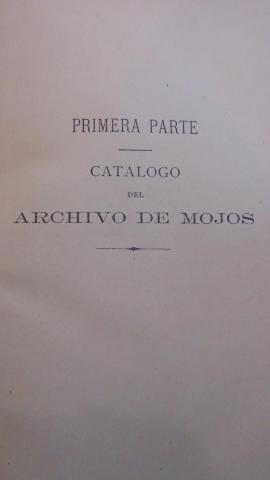 PRIMERA PARTE
CATALOGO
DEL
ARCHIVO DE MOJOS